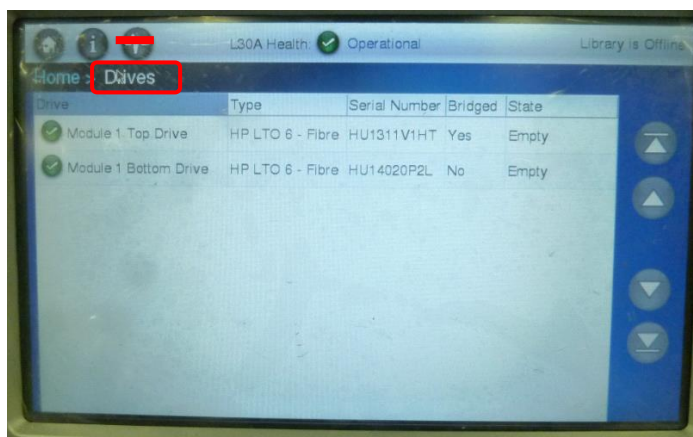 L30A Health: Operational Library is Offline
Home > Drives
Drive Type Serial Number Bridged State
Module 1 Top Drive HP LTO 6 - Fibre HU1311V1HT Yes Empty
Module 1 Bottom Drive HP LTO 6 - Fibre HU14020P2L No Empty